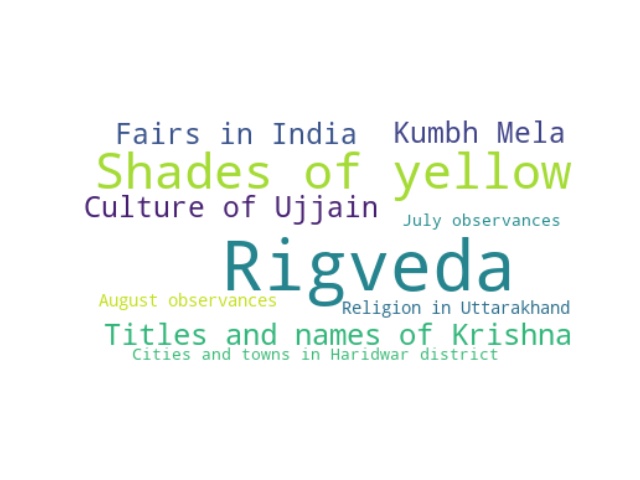 Fairs in India
Kumbh Mela
Shades of yellow
Culture of Ujjain
July observances
Rigveda
August observances
Religion in Uttarakhand
Titles and names of Krishna
Cities and towns in Haridwar district